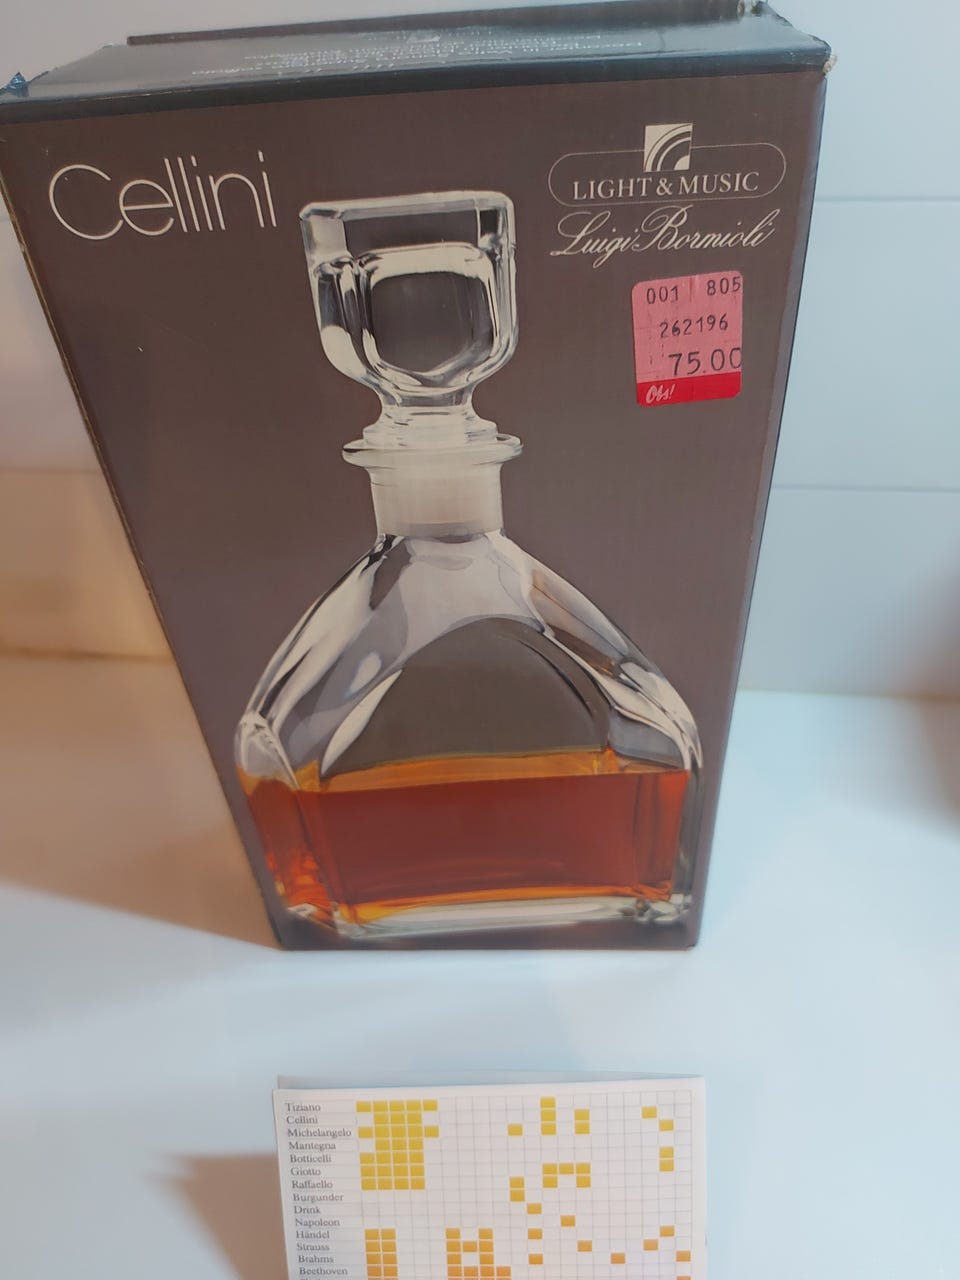 Cellini
LIGHT & MUSIC
Luigi Bormioli
001 805
262196
75.00
Obs!
Tiziano
Cellini
Michelangelo
Mantegna
Botticelli
Giotto
Raffaello
Burgunder
Drink
Napoleon
Händel
Strauss
Brahms
Beethoven